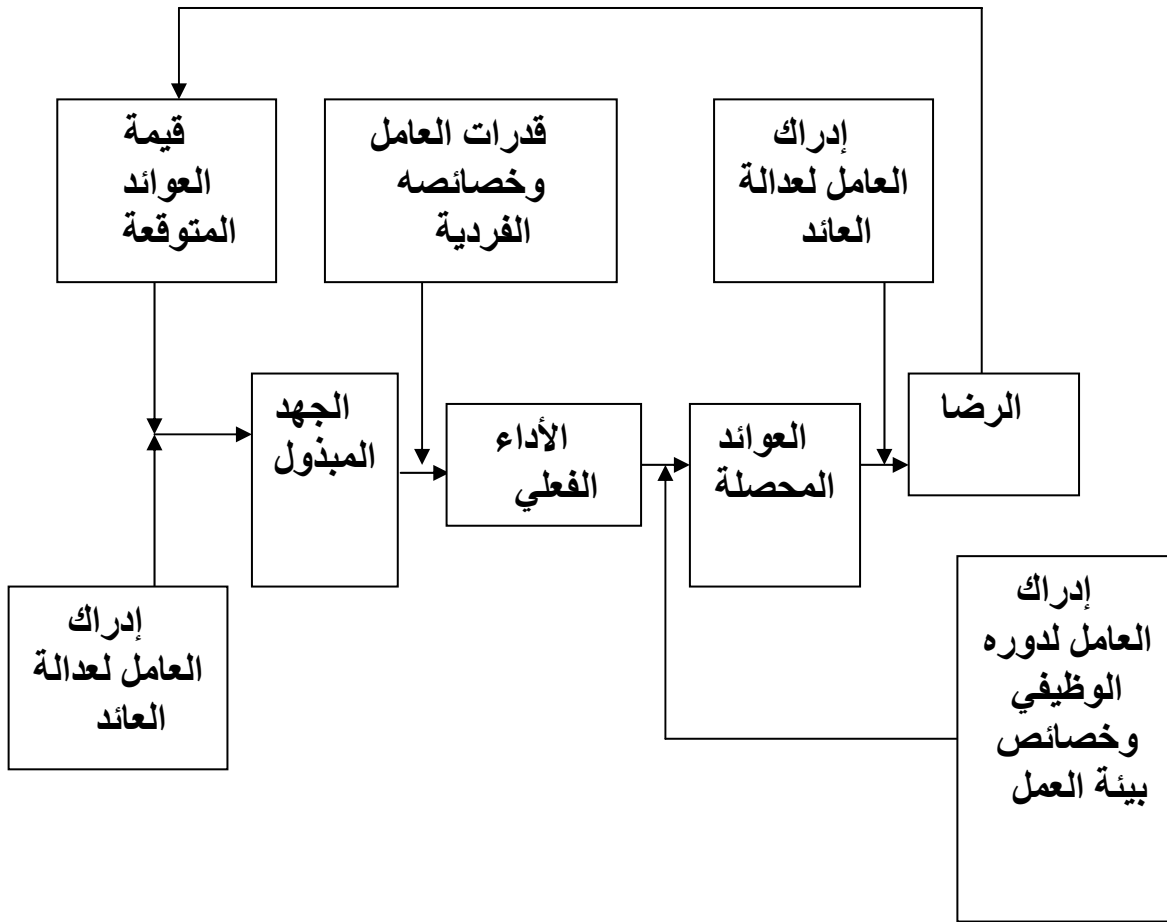 إدراك
العامل لعدالة
العائد
قدرات العامل
وخصائصه
الفردية
قيمة
العوائد
المتوقعة
الرضا
العوائد
المحصلة
الأداء
الفعلي
الجهد
المبذول
إدراك
العامل لدوره
الوظيفي
وخصائص
بيئة العمل
إدراك
العامل لعدالة
العائد